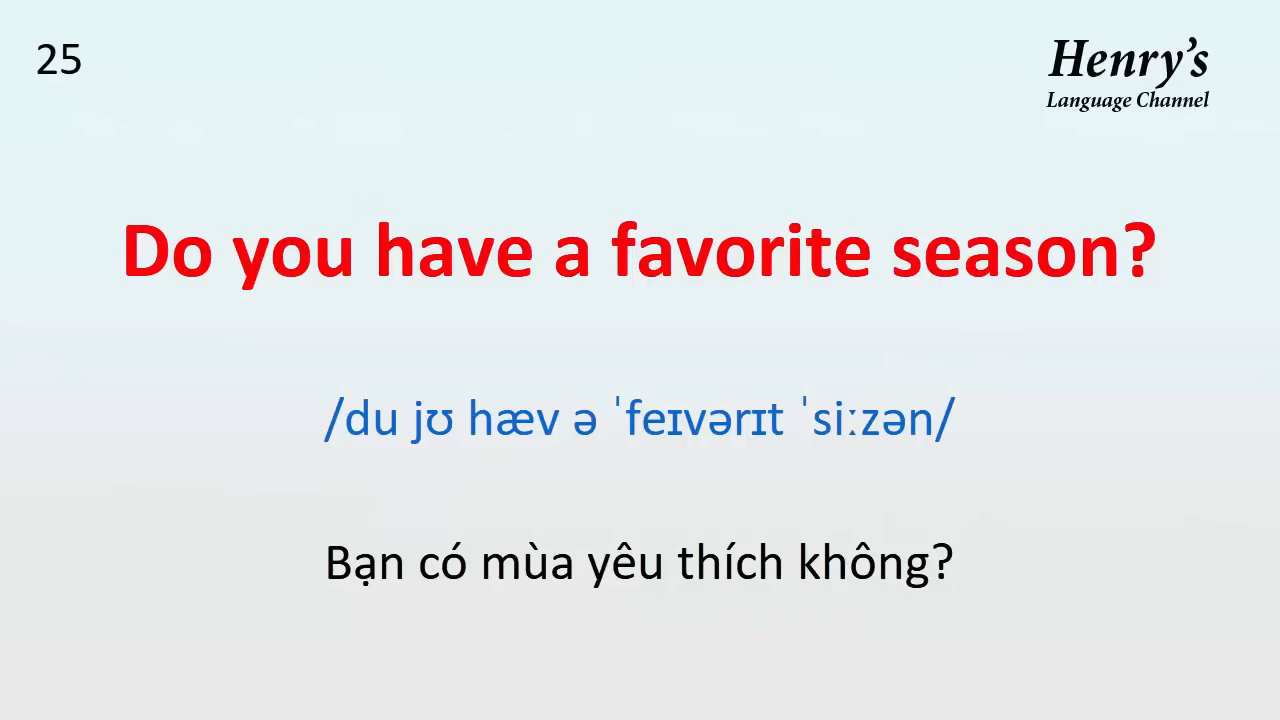 25
Henry's
Language Channel
Do you have a favorite season?
/du jʊ hæv ə ˈfeɪvərɪt ˈsiːzən/
Bạn có mùa yêu thích không?